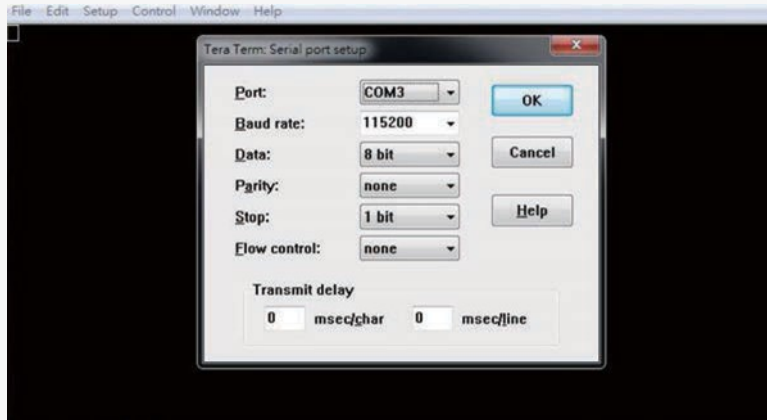 File Edit Setup Control Window Help
Tera Term: Serial port setup
Port: COM3
OK
Baud rate: 115200
Data: 8 bit
Cancel
Parity: none
Stop: 1 bit
Help
Flow control: none
Transmit delay
0 msec/char 0 msec/line